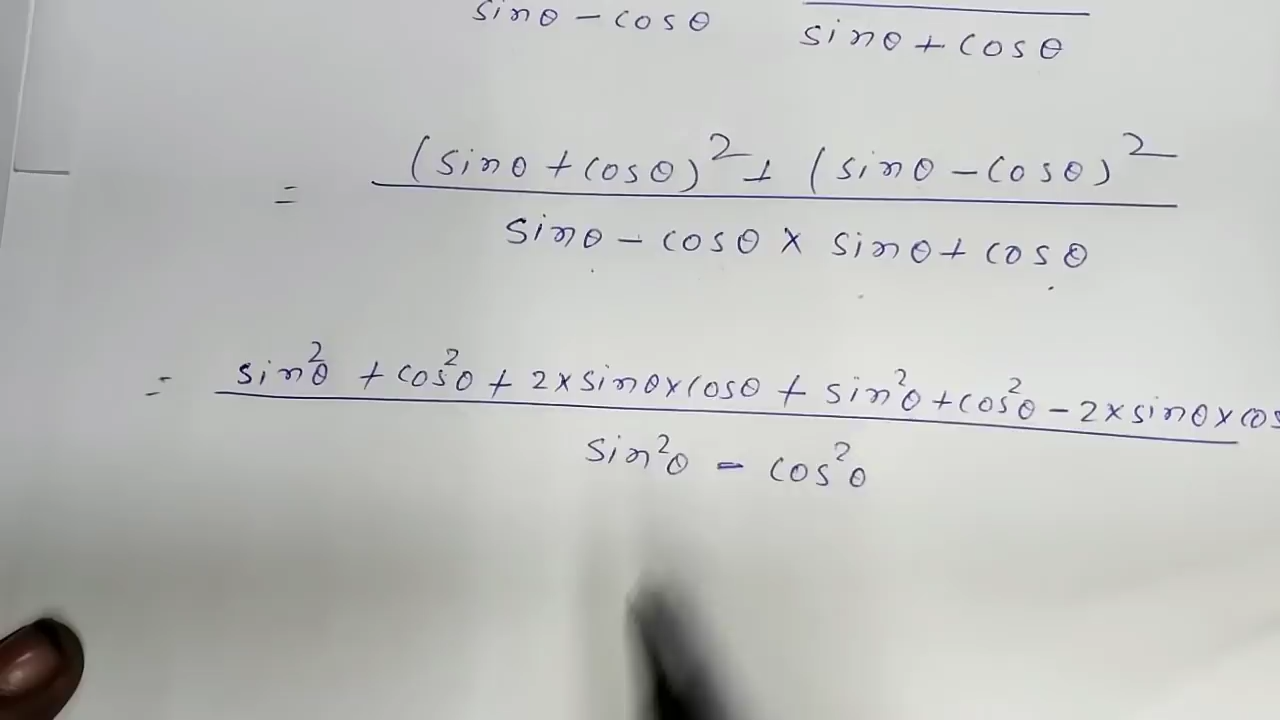 sinθ - cosθ sinθ + cosθ
= (sinθ + cosθ)² + (sinθ - cosθ)²
sinθ - cosθ × sinθ + cosθ
= sin²θ + cos²θ + 2×sinθ×cosθ + sin²θ + cos²θ - 2×sinθ×cos
sin²θ - cos²θ